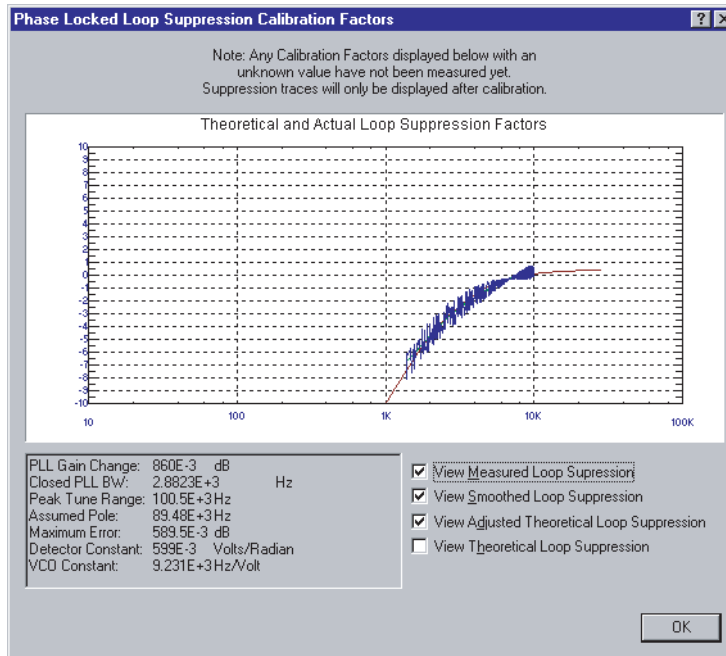 Phase Locked Loop Suppression Calibration Factors
Note: Any Calibration Factors displayed below with an
unknown value have not been measured yet.
Suppression traces will only be displayed after calibration.
Theoretical and Actual Loop Suppression Factors
10
9
8
7
6
5
4
3
2
1
0
-1
-2
-3
-4
-5
-6
-7
-8
-9
-10
10
100
1K
10K
100K
PLL Gain Change: 860E-3 dB
Closed PLL BW: 2.8823E+3 Hz
Peak Tune Range: 100.5E+3Hz
Assumed Pole: 89.48E+3Hz
Maximum Error: 589.5E-3 dB
Detector Constant: 599E-3 Volts/Radian
VCO Constant: 9.231E+3Hz/Volt
View Measured Loop Supression
View Smoothed Loop Suppression
View Adjusted Theoretical Loop Suppression
View Theoretical Loop Suppression
OK